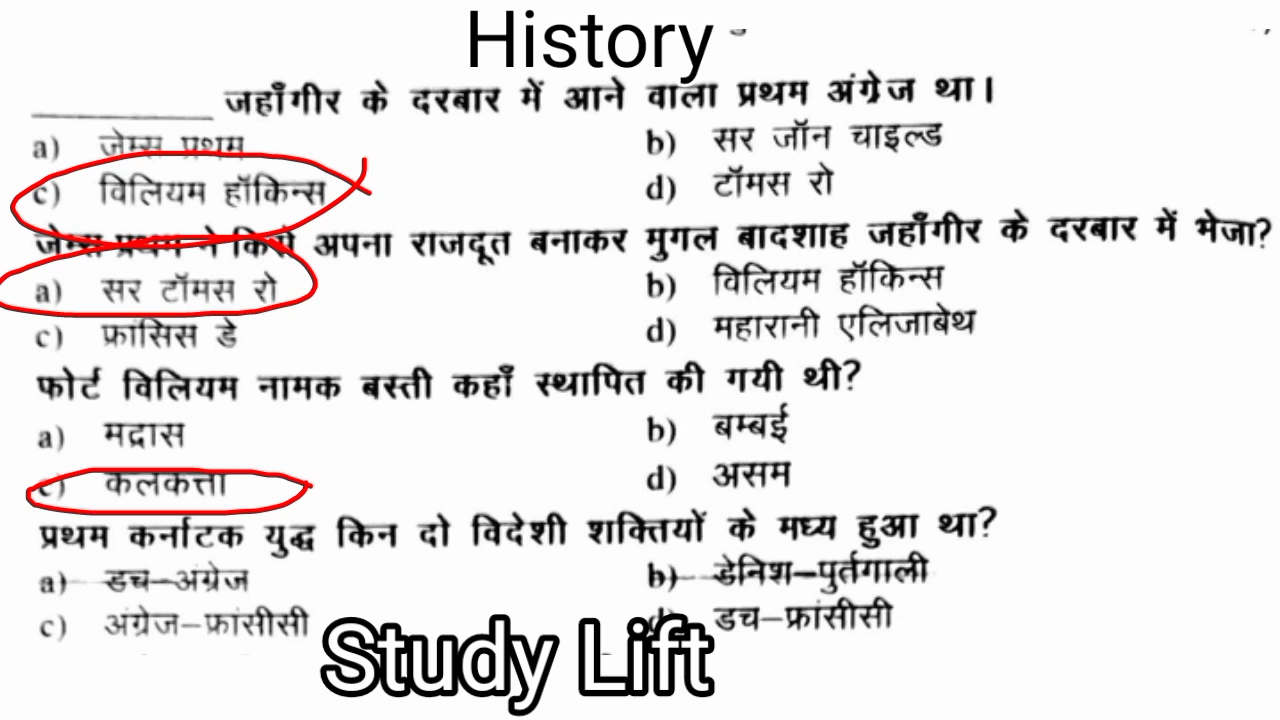 History
________ जहाँगीर के दरबार में आने वाला प्रथम अंग्रेज था।
a) जेम्स प्रथम b) सर जॉन चाइल्ड
c) विलियम हॉकिन्स d) टॉमस रो
जेम्स प्रथम ने किसे अपना राजदूत बनाकर मुगल बादशाह जहाँगीर के दरबार में भेजा?
a) सर टॉमस रो b) विलियम हॉकिन्स
c) फ्रांसिस डे d) महारानी एलिजाबेथ
फोर्ट विलियम नामक बस्ती कहाँ स्थापित की गयी थी?
a) मद्रास b) बम्बई
c) कलकत्ता d) असम
प्रथम कर्नाटक युद्ध किन दो विदेशी शक्तियों के मध्य हुआ था?
a) डच–अंग्रेज b) डेनिश–पुर्तगाली
c) अंग्रेज–फ्रांसीसी d) डच–फ्रांसीसी
Study Lift